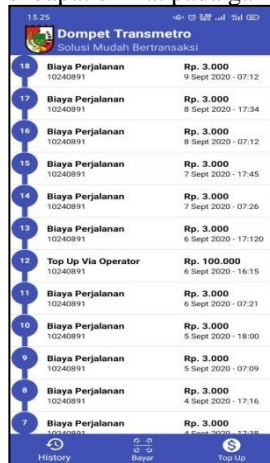 13.25
Dompet Transmetro
Solusi Mudah Bertransaksi
18 Biaya Perjalanan Rp. 3.000
10240891 9 Sept 2020 - 07:12
17 Biaya Perjalanan Rp. 3.000
10240891 8 Sept 2020 - 17:34
16 Biaya Perjalanan Rp. 3.000
10240891 8 Sept 2020 - 07:12
15 Biaya Perjalanan Rp. 3.000
10240891 7 Sept 2020 - 17:45
14 Biaya Perjalanan Rp. 3.000
10240891 7 Sept 2020 - 07:26
13 Biaya Perjalanan Rp. 3.000
10240891 6 Sept 2020 - 17:120
12 Top Up Via Operator Rp. 100.000
10240891 6 Sept 2020 - 16:15
11 Biaya Perjalanan Rp. 3.000
10240891 6 Sept 2020 - 07:21
10 Biaya Perjalanan Rp. 3.000
10240891 5 Sept 2020 - 18:00
9 Biaya Perjalanan Rp. 3.000
10240891 5 Sept 2020 - 07:09
8 Biaya Perjalanan Rp. 3.000
10240891 4 Sept 2020 - 17:16
7 Biaya Perjalanan Rp. 3.000
History Bayar Top Up